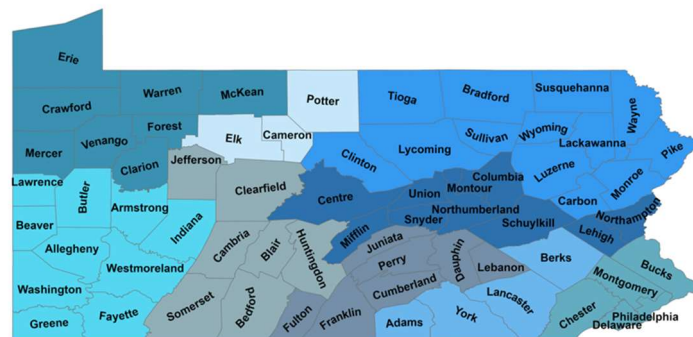 Erie
Warren
McKean
Potter
Tioga
Bradford
Susquehanna
Wayne
Crawford
Forest
Venango
Elk
Cameron
Sullivan
Wyoming
Lackawanna
Pike
Mercer
Clarion
Jefferson
Clinton
Lycoming
Luzerne
Monroe
Lawrence
Butler
Armstrong
Clearfield
Centre
Union
Montour
Columbia
Carbon
Northampton
Beaver
Indiana
Snyder
Northumberland
Schuylkill
Lehigh
Allegheny
Cambria
Blair
Huntingdon
Mifflin
Juniata
Perry
Dauphin
Lebanon
Berks
Bucks
Westmoreland
Montgomery
Washington
Somerset
Bedford
Fulton
Franklin
Cumberland
Lancaster
Chester
Philadelphia
Greene
Fayette
Adams
York
Delaware